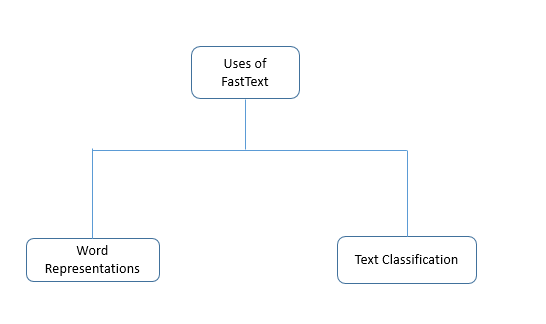 Uses of
FastText
Word
Representations
Text Classification